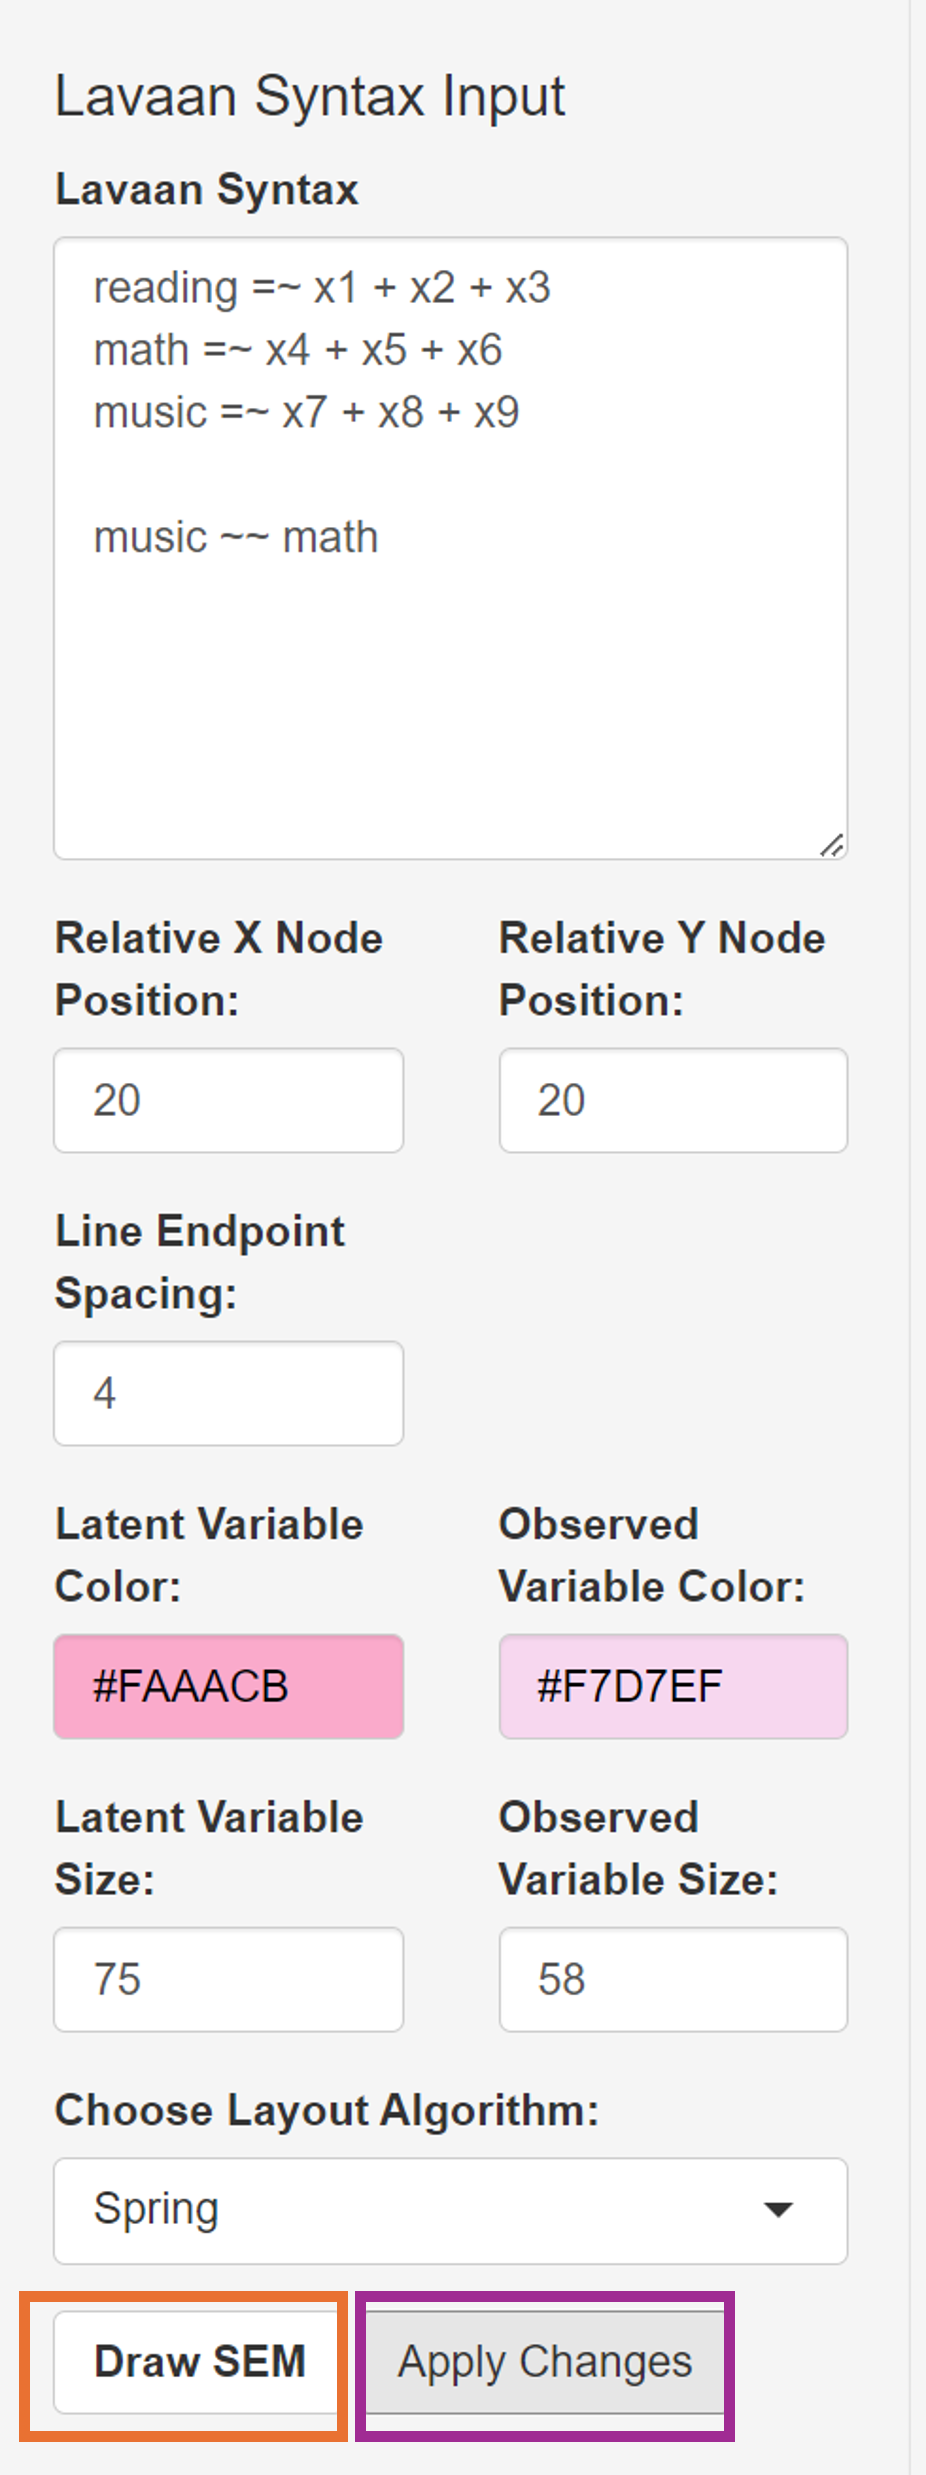 Lavaan Syntax Input
Lavaan Syntax
reading =~ x1 + x2 + x3
math =~ x4 + x5 + x6
music =~ x7 + x8 + x9
music ~~ math
Relative X Node
Position:
Relative Y Node
Position:
20
20
Line Endpoint
Spacing:
4
Latent Variable
Color:
Observed
Variable Color:
#FAAACB
#F7D7EF
Latent Variable
Size:
Observed
Variable Size:
75
58
Choose Layout Algorithm:
Spring
Draw SEM
Apply Changes